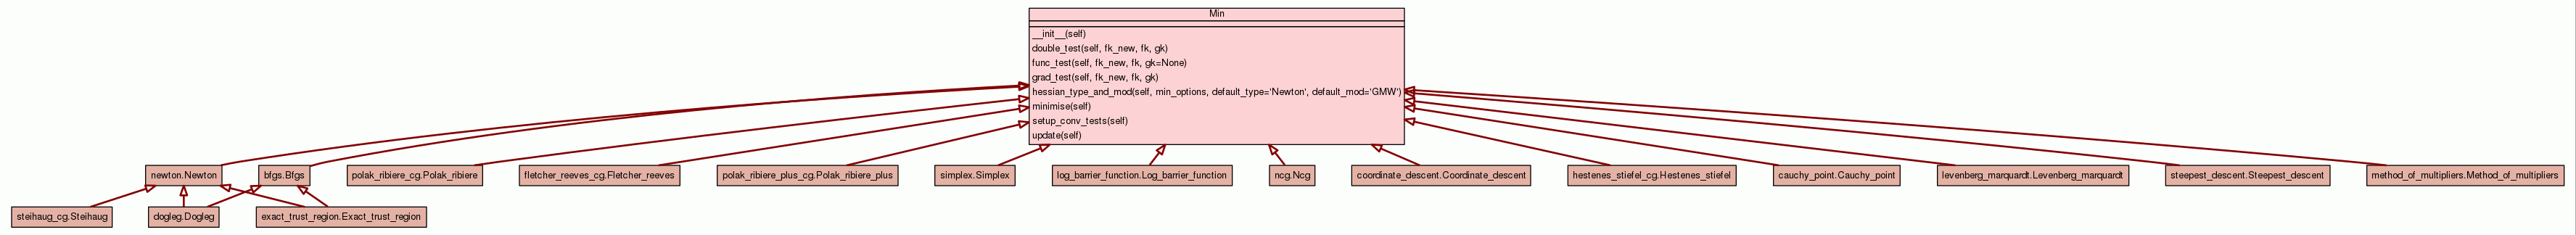 Min
__init__(self)
double_test(self, fk_new, fk, gk)
func_test(self, fk_new, fk, gk=None)
grad_test(self, fk_new, fk, gk)
hessian_type_and_mod(self, min_options, default_type='Newton', default_mod='GMW')
minimise(self)
setup_conv_tests(self)
update(self)
newton.Newton
bfgs.Bfgs
polak_ribiere_cg.Polak_ribiere
fletcher_reeves_cg.Fletcher_reeves
polak_ribiere_plus_cg.Polak_ribiere_plus
simplex.Simplex
log_barrier_function.Log_barrier_function
ncg.Ncg
coordinate_descent.Coordinate_descent
hestenes_stiefel_cg.Hestenes_stiefel
cauchy_point.Cauchy_point
levenberg_marquardt.Levenberg_marquardt
steepest_descent.Steepest_descent
method_of_multipliers.Method_of_multipliers
steihaug_cg.Steihaug
dogleg.Dogleg
exact_trust_region.Exact_trust_region